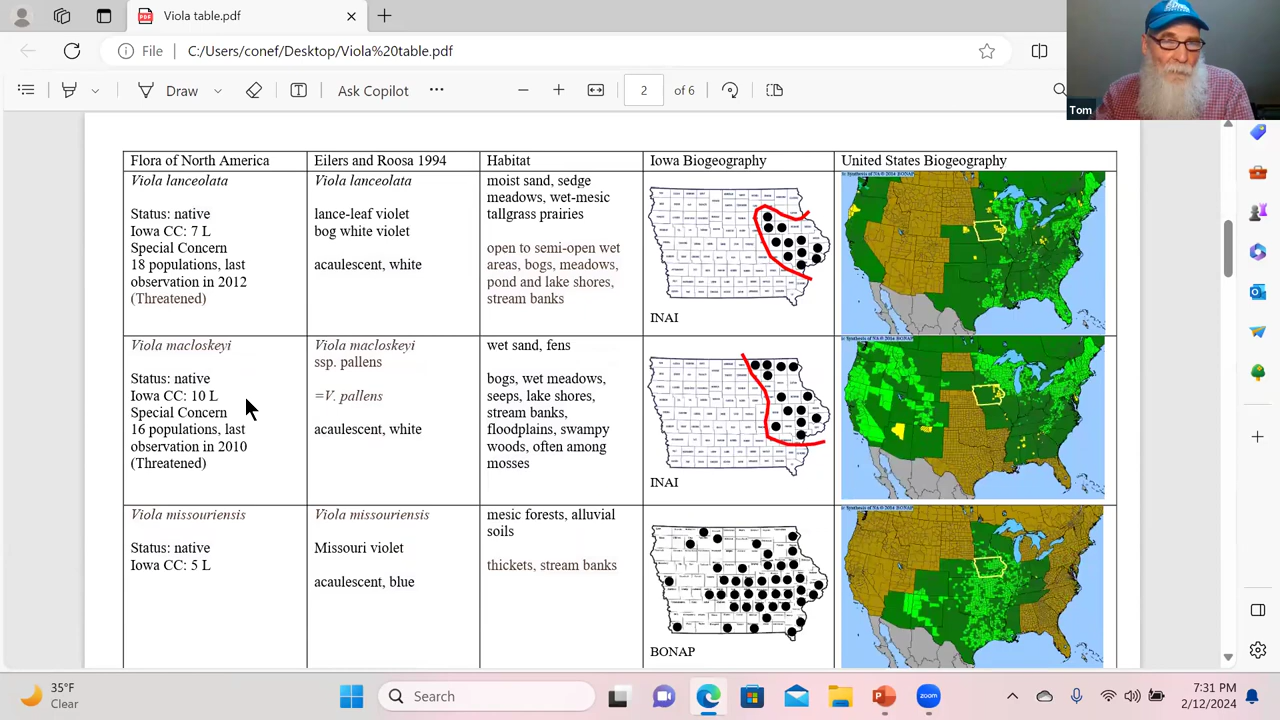 Viola table.pdf
File C:/Users/conef/Desktop/Viola%20table.pdf
Draw Ask Copilot 2 of 6
Tom
Flora of North America Eilers and Roosa 1994 Habitat Iowa Biogeography United States Biogeography
Viola lanceolata
Status: native
Iowa CC: 7 L
Special Concern
18 populations, last
observation in 2012
(Threatened)
Viola lanceolata
lance-leaf violet
bog white violet
acaulescent, white
moist sand, sedge
meadows, wet-mesic
tallgrass prairies
open to semi-open wet
areas, bogs, meadows,
pond and lake shores,
stream banks
INAI
Viola macloskeyi
Status: native
Iowa CC: 10 L
Special Concern
16 populations, last
observation in 2010
(Threatened)
Viola macloskeyi
ssp. pallens
=V. pallens
acaulescent, white
wet sand, fens
bogs, wet meadows,
seeps, lake shores,
stream banks,
floodplains, swampy
woods, often among
mosses
INAI
Viola missouriensis
Status: native
Iowa CC: 5 L
Viola missouriensis
Missouri violet
acaulescent, blue
mesic forests, alluvial
soils
thickets, stream banks
BONAP
35°F
Clear
Search
zoom
7:31 PM
2/12/2024